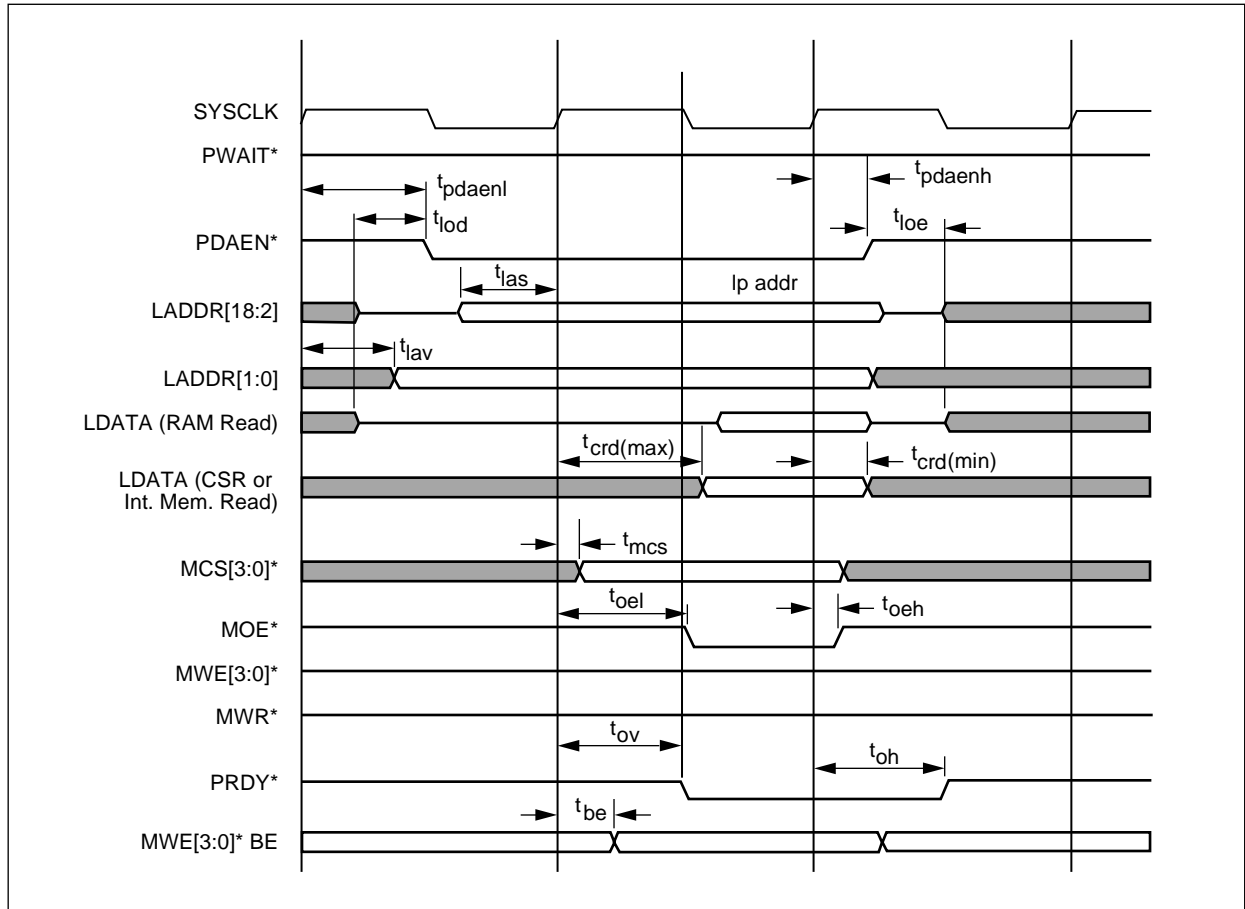 SYSCLK
PWAIT*
tpdaenl
tpdaenh
tlod
tloe
PDAEN*
tlas
lp addr
LADDR[18:2]
tlav
LADDR[1:0]
LDATA (RAM Read)
tcrd(max)
tcrd(min)
LDATA (CSR or
Int. Mem. Read)
tmcs
MCS[3:0]*
toel
toeh
MOE*
MWE[3:0]*
MWR*
tov
toh
PRDY*
tbe
MWE[3:0]* BE